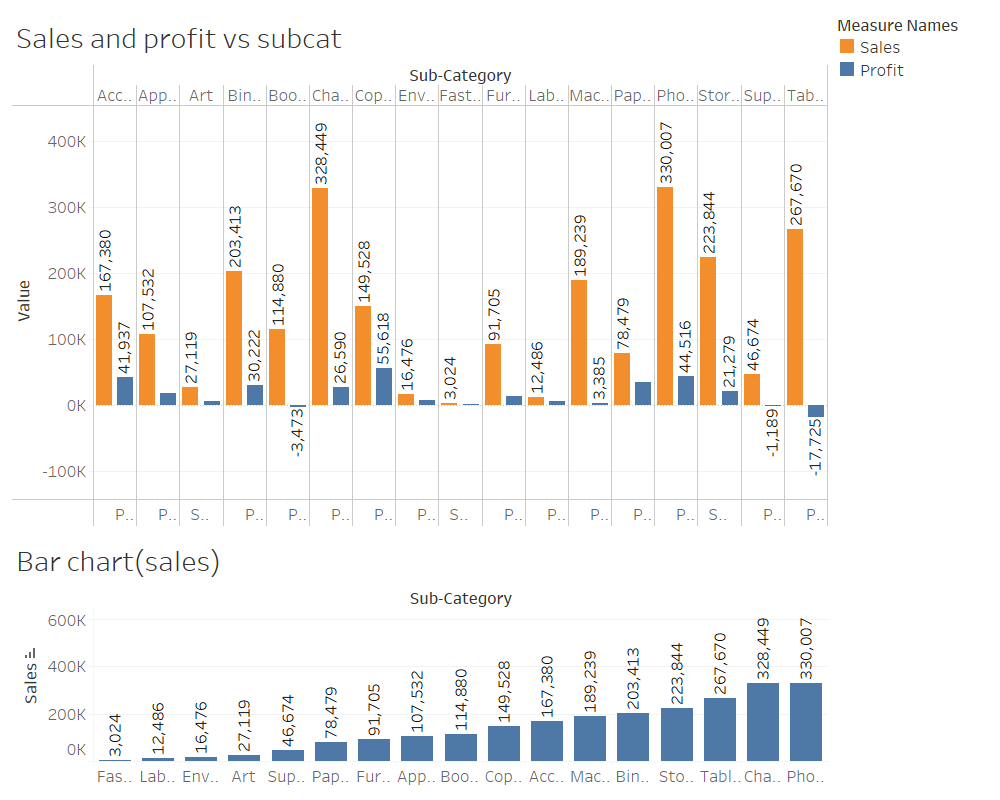 Sales and profit vs subcat
Measure Names
Sales
Profit
Sub-Category
Acc.. App.. Art Bin.. Boo.. Cha.. Cop.. Env.. Fast.. Fur.. Lab.. Mac.. Pap.. Pho.. Stor.. Sup.. Tab..
Value
400K
300K
200K
100K
0K
-100K
167,380 41,937 107,532 27,119 203,413 30,222 114,880 -3,473 328,449 26,590 149,528 55,618 16,476 3,024 91,705 12,486 189,239 3,385 78,479 330,007 44,516 223,844 21,279 46,674 -1,189 267,670 -17,725
P.. P.. S.. P.. P.. P.. P.. P.. S.. P.. P.. P.. P.. P.. S.. P.. P..
Bar chart(sales)
Sub-Category
Sales
600K
400K
200K
0K
3,024 12,486 16,476 27,119 46,674 78,479 91,705 107,532 114,880 149,528 167,380 189,239 203,413 223,844 267,670 328,449 330,007
Fas.. Lab.. Env.. Art Sup.. Pap.. Fur.. App.. Boo.. Cop.. Acc.. Mac.. Bin.. Sto.. Tabl.. Cha.. Pho..